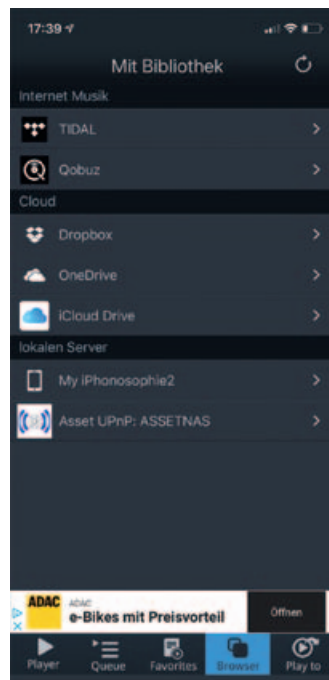 17:39
Mit Bibliothek
Internet Musik
TIDAL
Qobuz
Cloud
Dropbox
OneDrive
iCloud Drive
lokalen Server
My iPhonosophie2
Asset UPnP: ASSETNAS
ADAC
ADAC
e-Bikes mit Preisvorteil
Öffnen
Player
Queue
Favorites
Browser
Play to